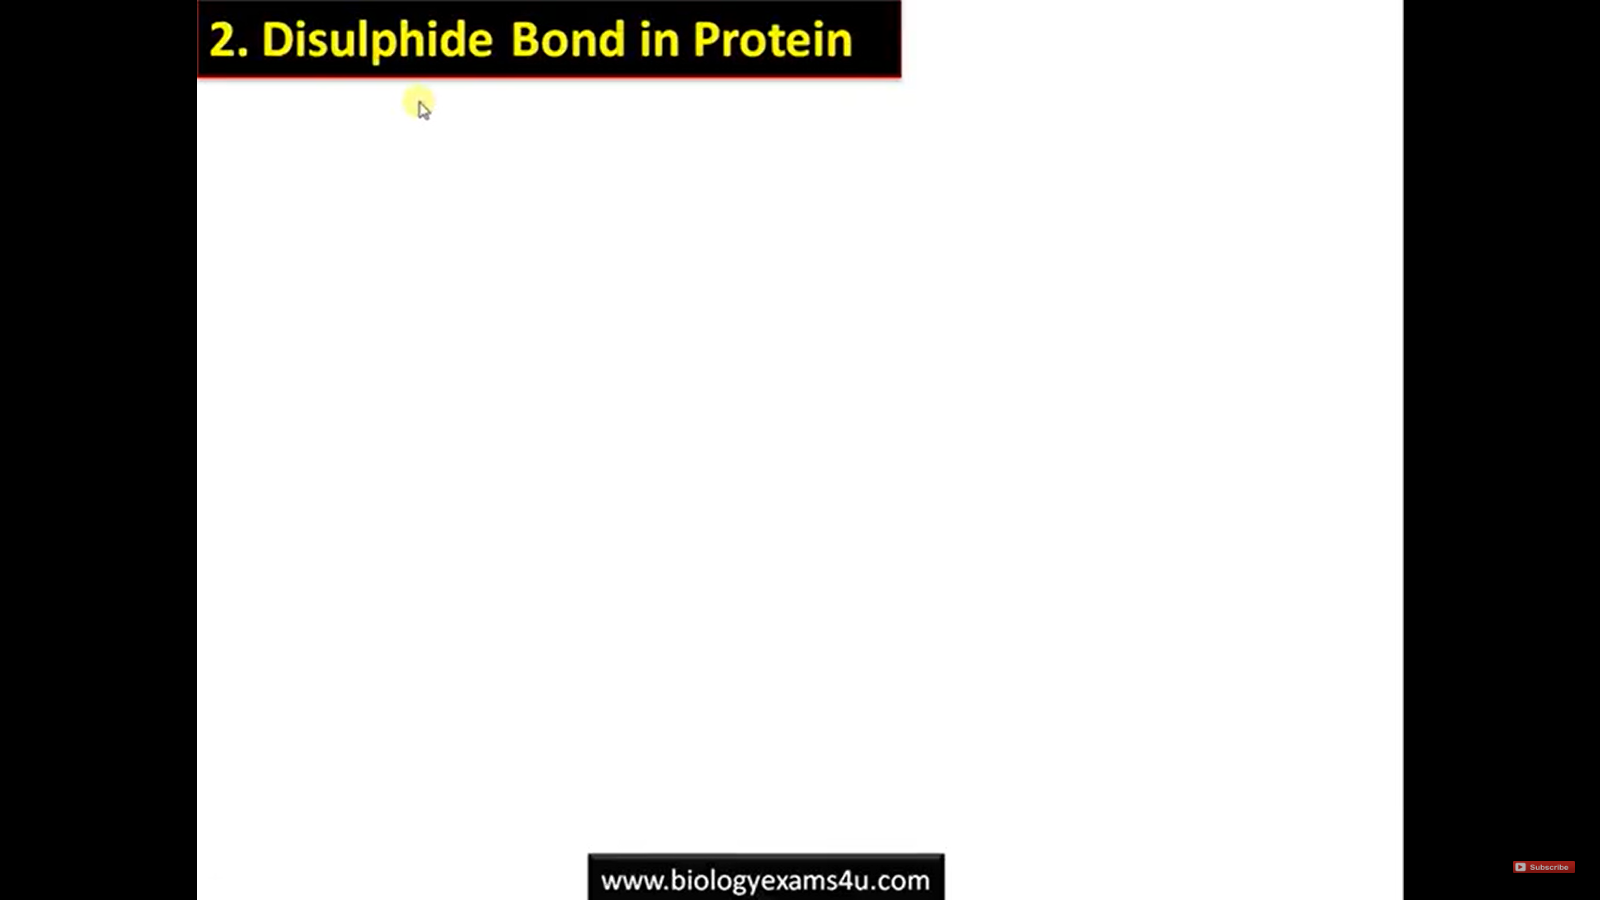 2. Disulphide Bond in Protein
www.biologyexams4u.com
Subscribe